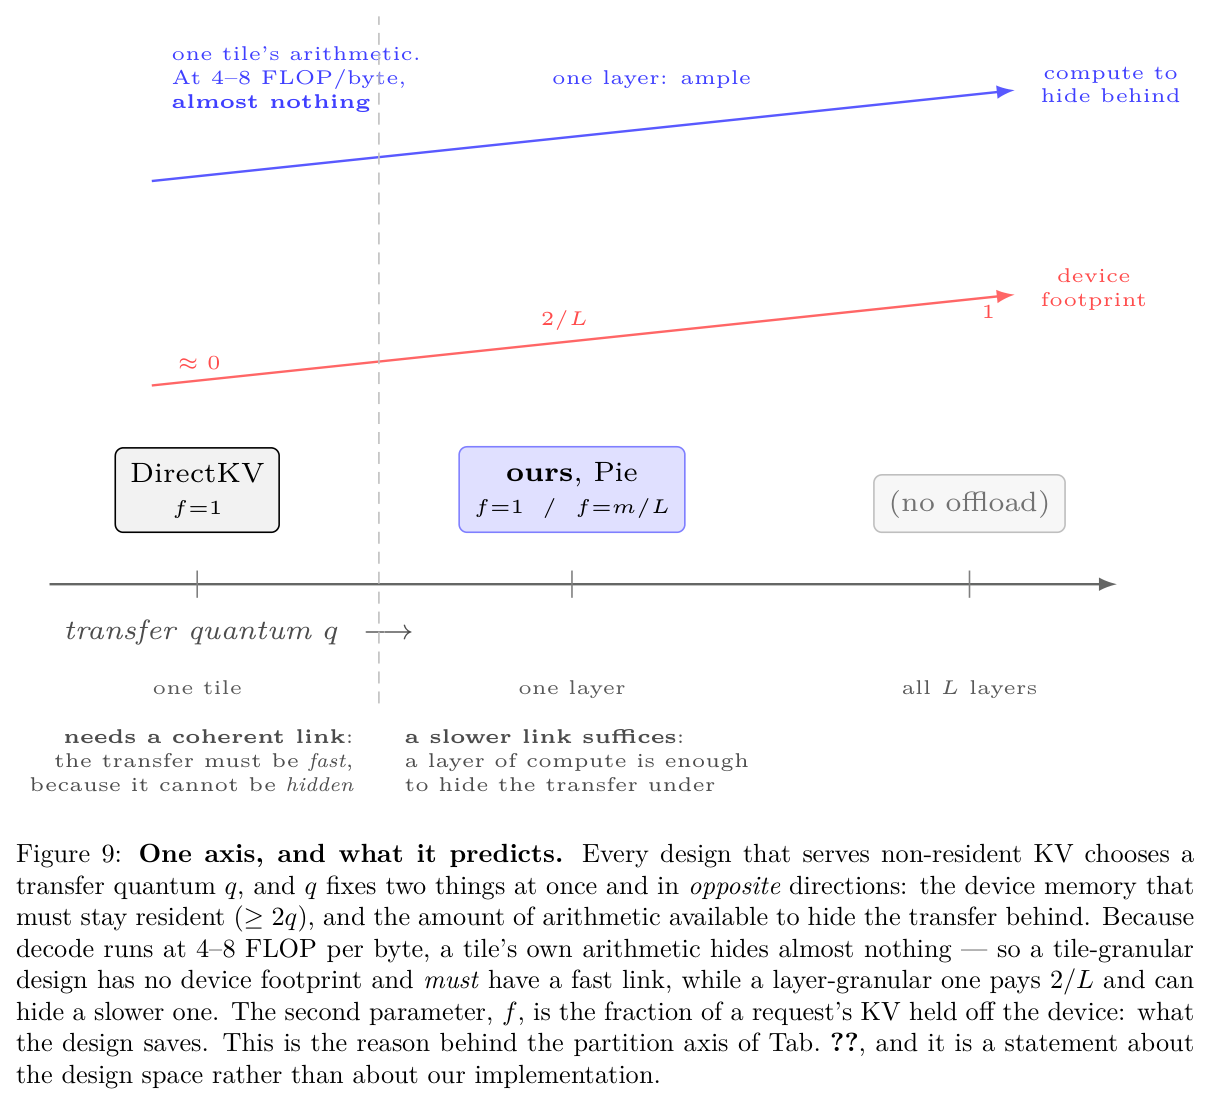 one tile's arithmetic.
At 4–8 FLOP/byte,
almost nothing
one layer: ample
compute to
hide behind
device
footprint
1
2/L
≈ 0
DirectKV
f=1
ours, Pie
f=1 / f=m/L
(no offload)
transfer quantum q →
one tile
one layer
all L layers
needs a coherent link:
the transfer must be fast,
because it cannot be hidden
a slower link suffices:
a layer of compute is enough
to hide the transfer under
Figure 9: One axis, and what it predicts. Every design that serves non-resident KV chooses a
transfer quantum q, and q fixes two things at once and in opposite directions: the device memory that
must stay resident (≥ 2q), and the amount of arithmetic available to hide the transfer behind. Because
decode runs at 4–8 FLOP per byte, a tile's own arithmetic hides almost nothing — so a tile-granular
design has no device footprint and must have a fast link, while a layer-granular one pays 2/L and can
hide a slower one. The second parameter, f, is the fraction of a request's KV held off the device: what
the design saves. This is the reason behind the partition axis of Tab. ??, and it is a statement about
the design space rather than about our implementation.